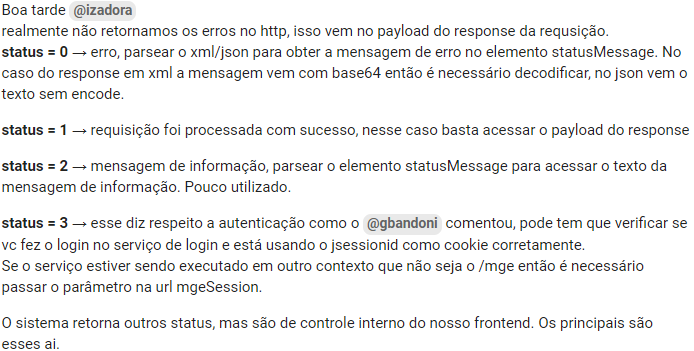 Boa tarde @izadora
realmente não retornamos os erros no http, isso vem no payload do response da requsição.
status = 0 → erro, parsear o xml/json para obter a mensagem de erro no elemento statusMessage. No
caso do response em xml a mensagem vem com base64 então é necessário decodificar, no json vem o
texto sem encode.
status = 1 → requisição foi processada com sucesso, nesse caso basta acessar o payload do response
status = 2 → mensagem de informação, parsear o elemento statusMessage para acessar o texto da
mensagem de informação. Pouco utilizado.
status = 3 → esse diz respeito a autenticação como o @gbandoni comentou, pode tem que verificar se
vc fez o login no serviço de login e está usando o jsessionid como cookie corretamente.
Se o serviço estiver sendo executado em outro contexto que não seja o /mge então é necessário
passar o parâmetro na url mgeSession.
O sistema retorna outros status, mas são de controle interno do nosso frontend. Os principais são
esses ai.